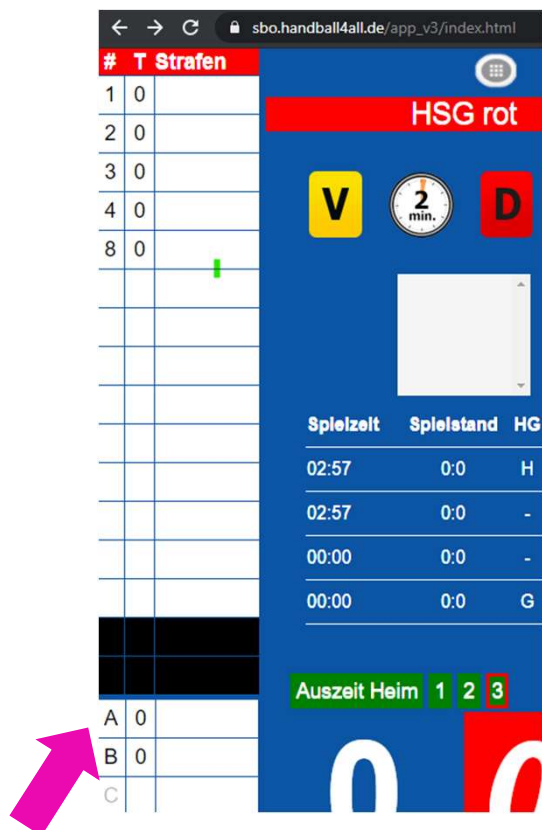 sbo.handball4all.de/app_v3/index.html
# T Strafen
1 0
2 0
3 0
4 0
8 0
HSG rot
V 2 min. D
Spielzeit Spielstand HG
02:57 0:0 H
02:57 0:0 -
00:00 0:0 -
00:00 0:0 G
Auszeit Heim 1 2 3
A 0
B 0
C
0 0